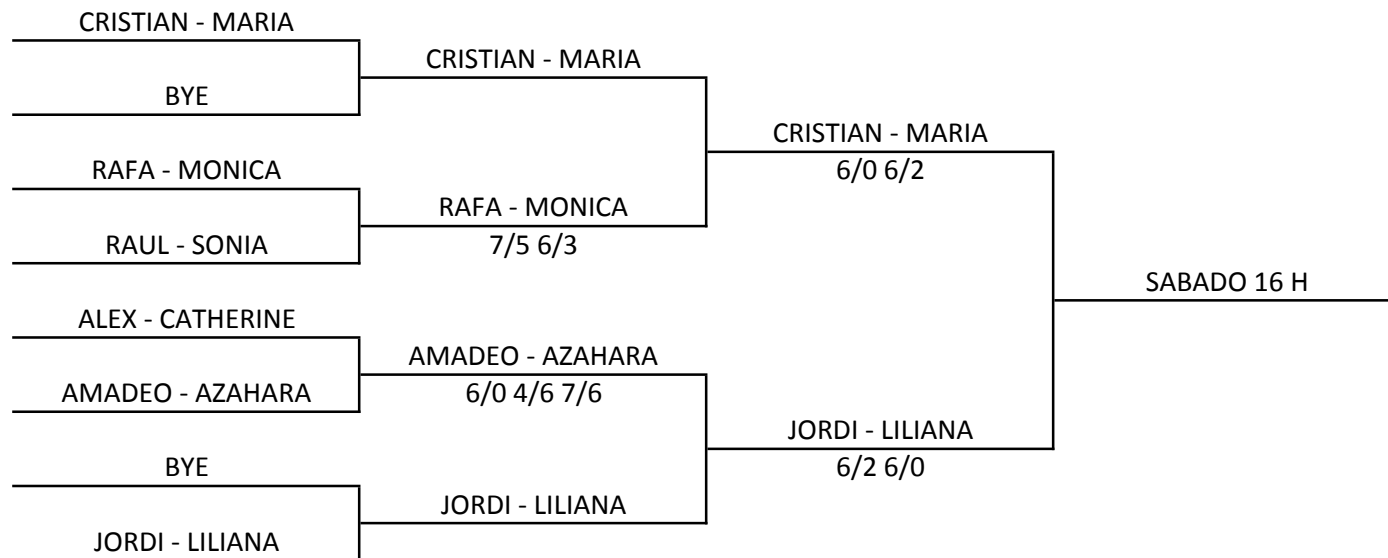 CRISTIAN - MARIA
BYE
RAFA - MONICA
RAUL - SONIA
ALEX - CATHERINE
AMADEO - AZAHARA
BYE
JORDI - LILIANA
CRISTIAN - MARIA
RAFA - MONICA
7/5 6/3
AMADEO - AZAHARA
6/0 4/6 7/6
JORDI - LILIANA
CRISTIAN - MARIA
6/0 6/2
JORDI - LILIANA
6/2 6/0
SABADO 16 H